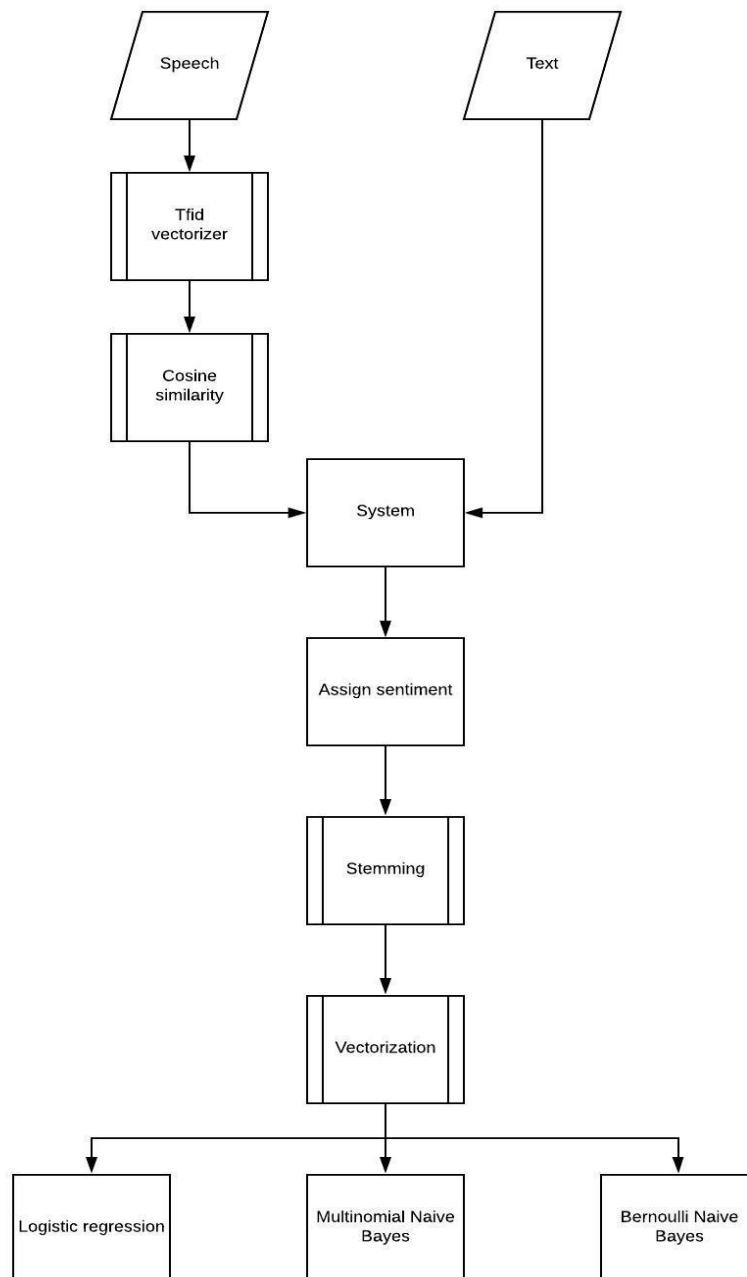 Speech
Text
Tfid
vectorizer
Cosine
similarity
System
Assign sentiment
Stemming
Vectorization
Logistic regression
Multinomial Naive
Bayes
Bernoulli Naive
Bayes